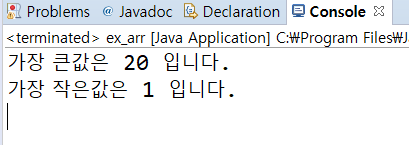 Problems @ Javadoc Declaration Console
<terminated> ex_arr [Java Application] C:₩Program Files₩J
가장 큰값은 20 입니다.
가장 작은값은 1 입니다.